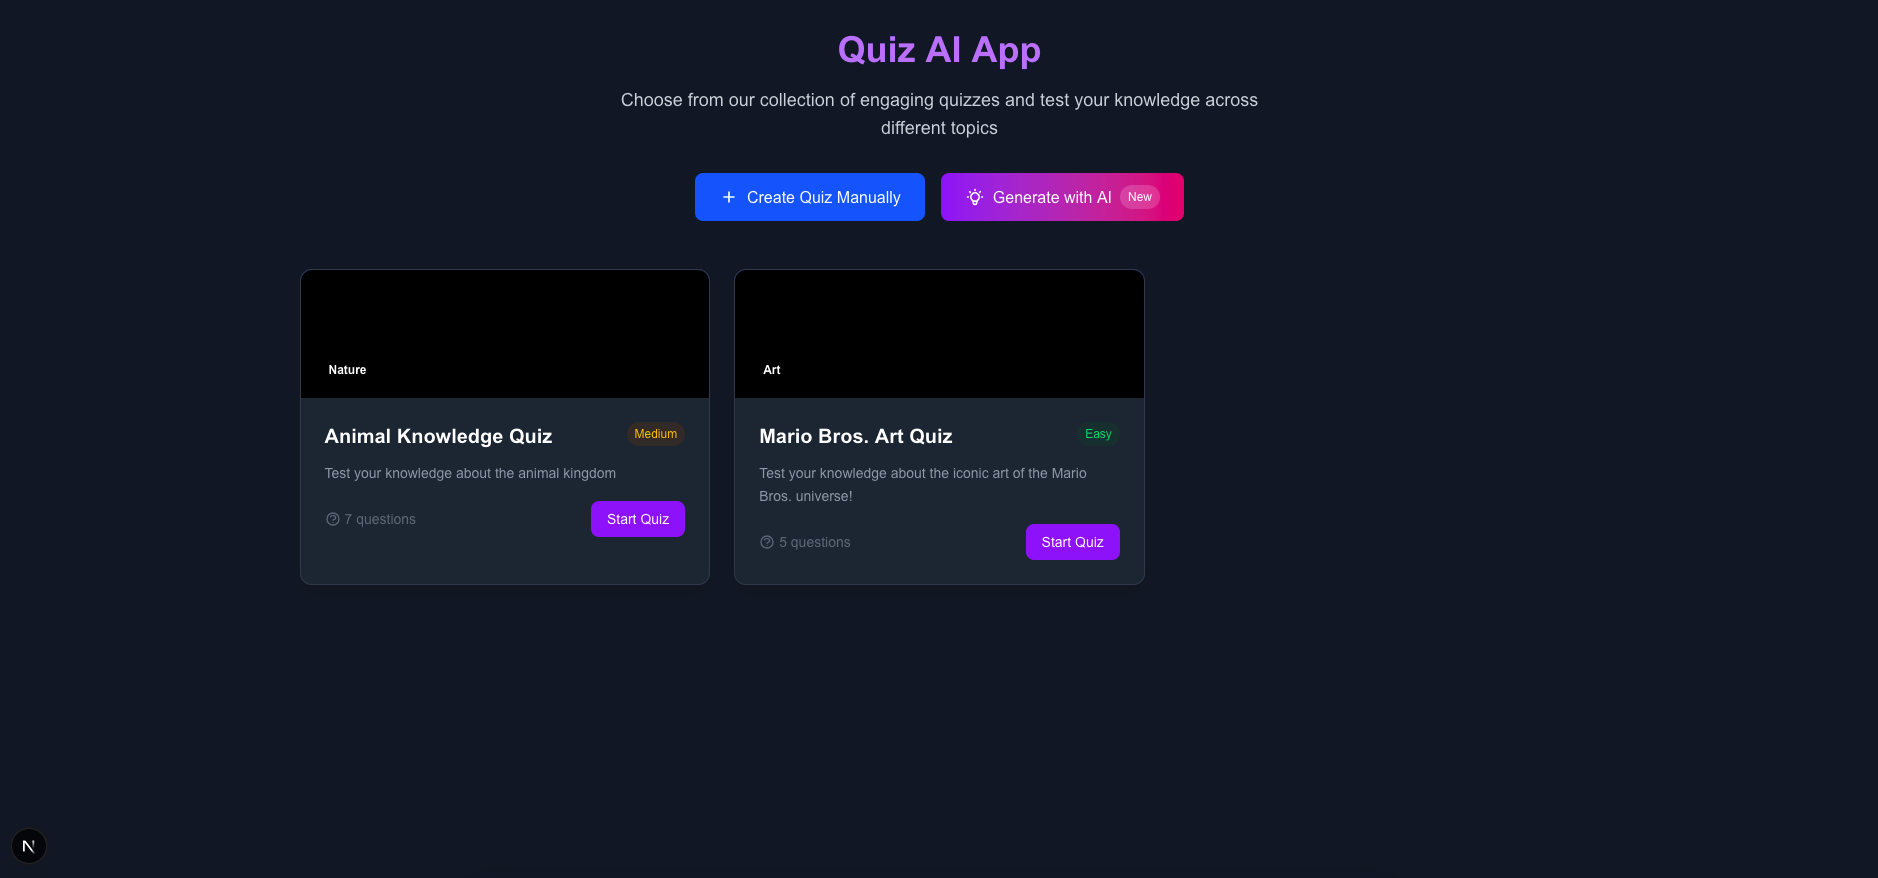 Quiz AI App
Choose from our collection of engaging quizzes and test your knowledge across
different topics
Create Quiz Manually
Generate with AI New
Nature
Animal Knowledge Quiz
Medium
Test your knowledge about the animal kingdom
7 questions
Start Quiz
Art
Mario Bros. Art Quiz
Easy
Test your knowledge about the iconic art of the Mario
Bros. universe!
5 questions
Start Quiz
N